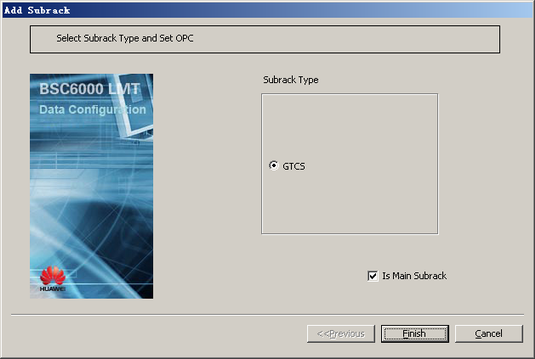 Add Subrack
Select Subrack Type and Set OPC
BSC6000 LMT
Data Configuration
Subrack Type
GTCS
HUAWEI
Is Main Subrack
<<Previous
Finish
Cancel